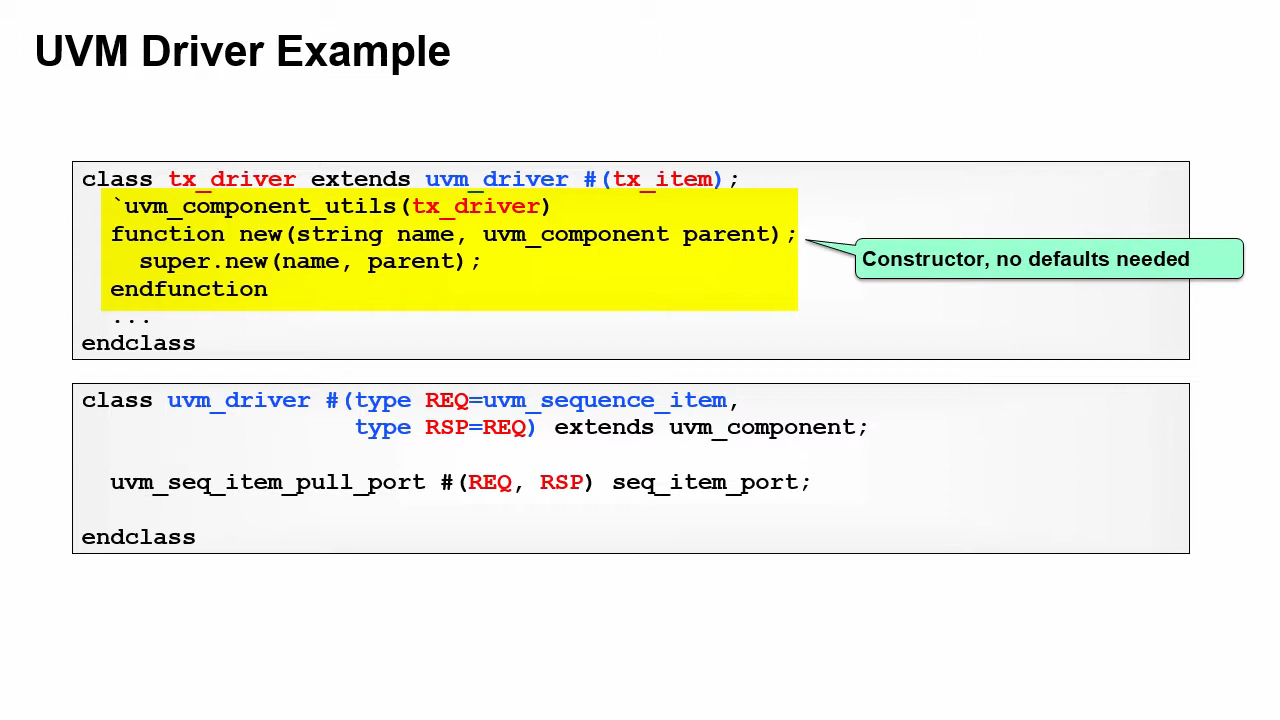 UVM Driver Example
class tx_driver extends uvm_driver #(tx_item);
`uvm_component_utils(tx_driver)
function new(string name, uvm_component parent);
super.new(name, parent);
endfunction
...
endclass
Constructor, no defaults needed
class uvm_driver #(type REQ=uvm_sequence_item,
type RSP=REQ) extends uvm_component;
uvm_seq_item_pull_port #(REQ, RSP) seq_item_port;
endclass